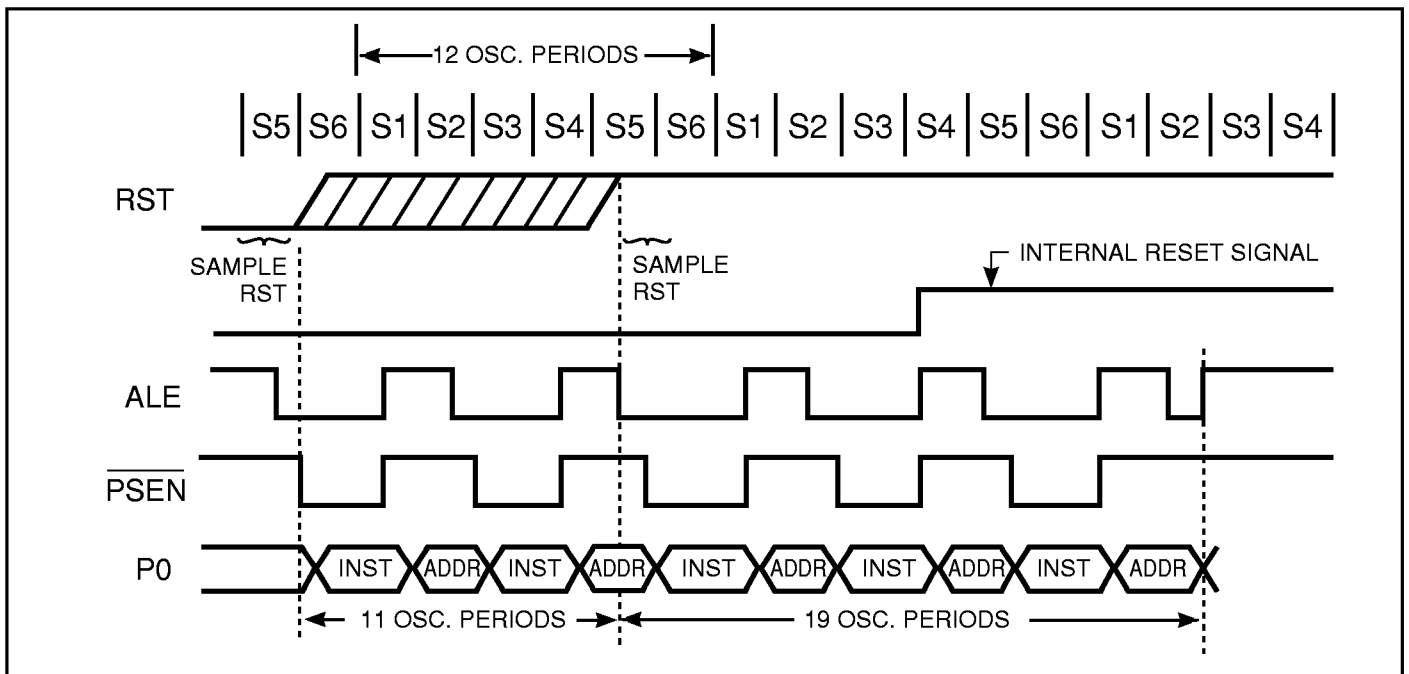 12 OSC. PERIODS
S5 S6 S1 S2 S3 S4 S5 S6 S1 S2 S3 S4 S5 S6 S1 S2 S3 S4
RST
SAMPLE
RST
SAMPLE
RST
INTERNAL RESET SIGNAL
ALE
PSEN
P0
INST ADDR INST ADDR INST ADDR INST ADDR INST ADDR
11 OSC. PERIODS
19 OSC. PERIODS